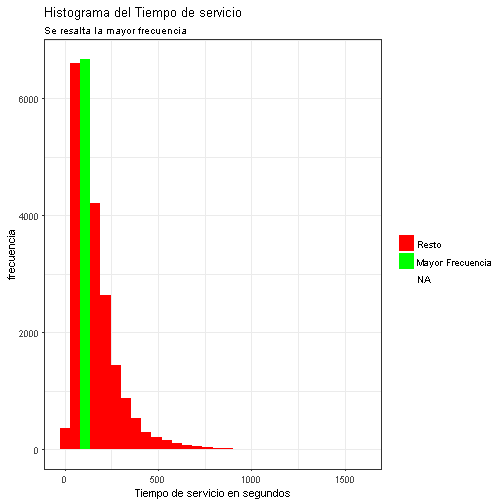 Histograma del Tiempo de servicio
Se resalta la mayor frecuencia
frecuencia
6000
4000
2000
0
0 500 1000 1500
Tiempo de servicio en segundos
Resto
Mayor Frecuencia
NA